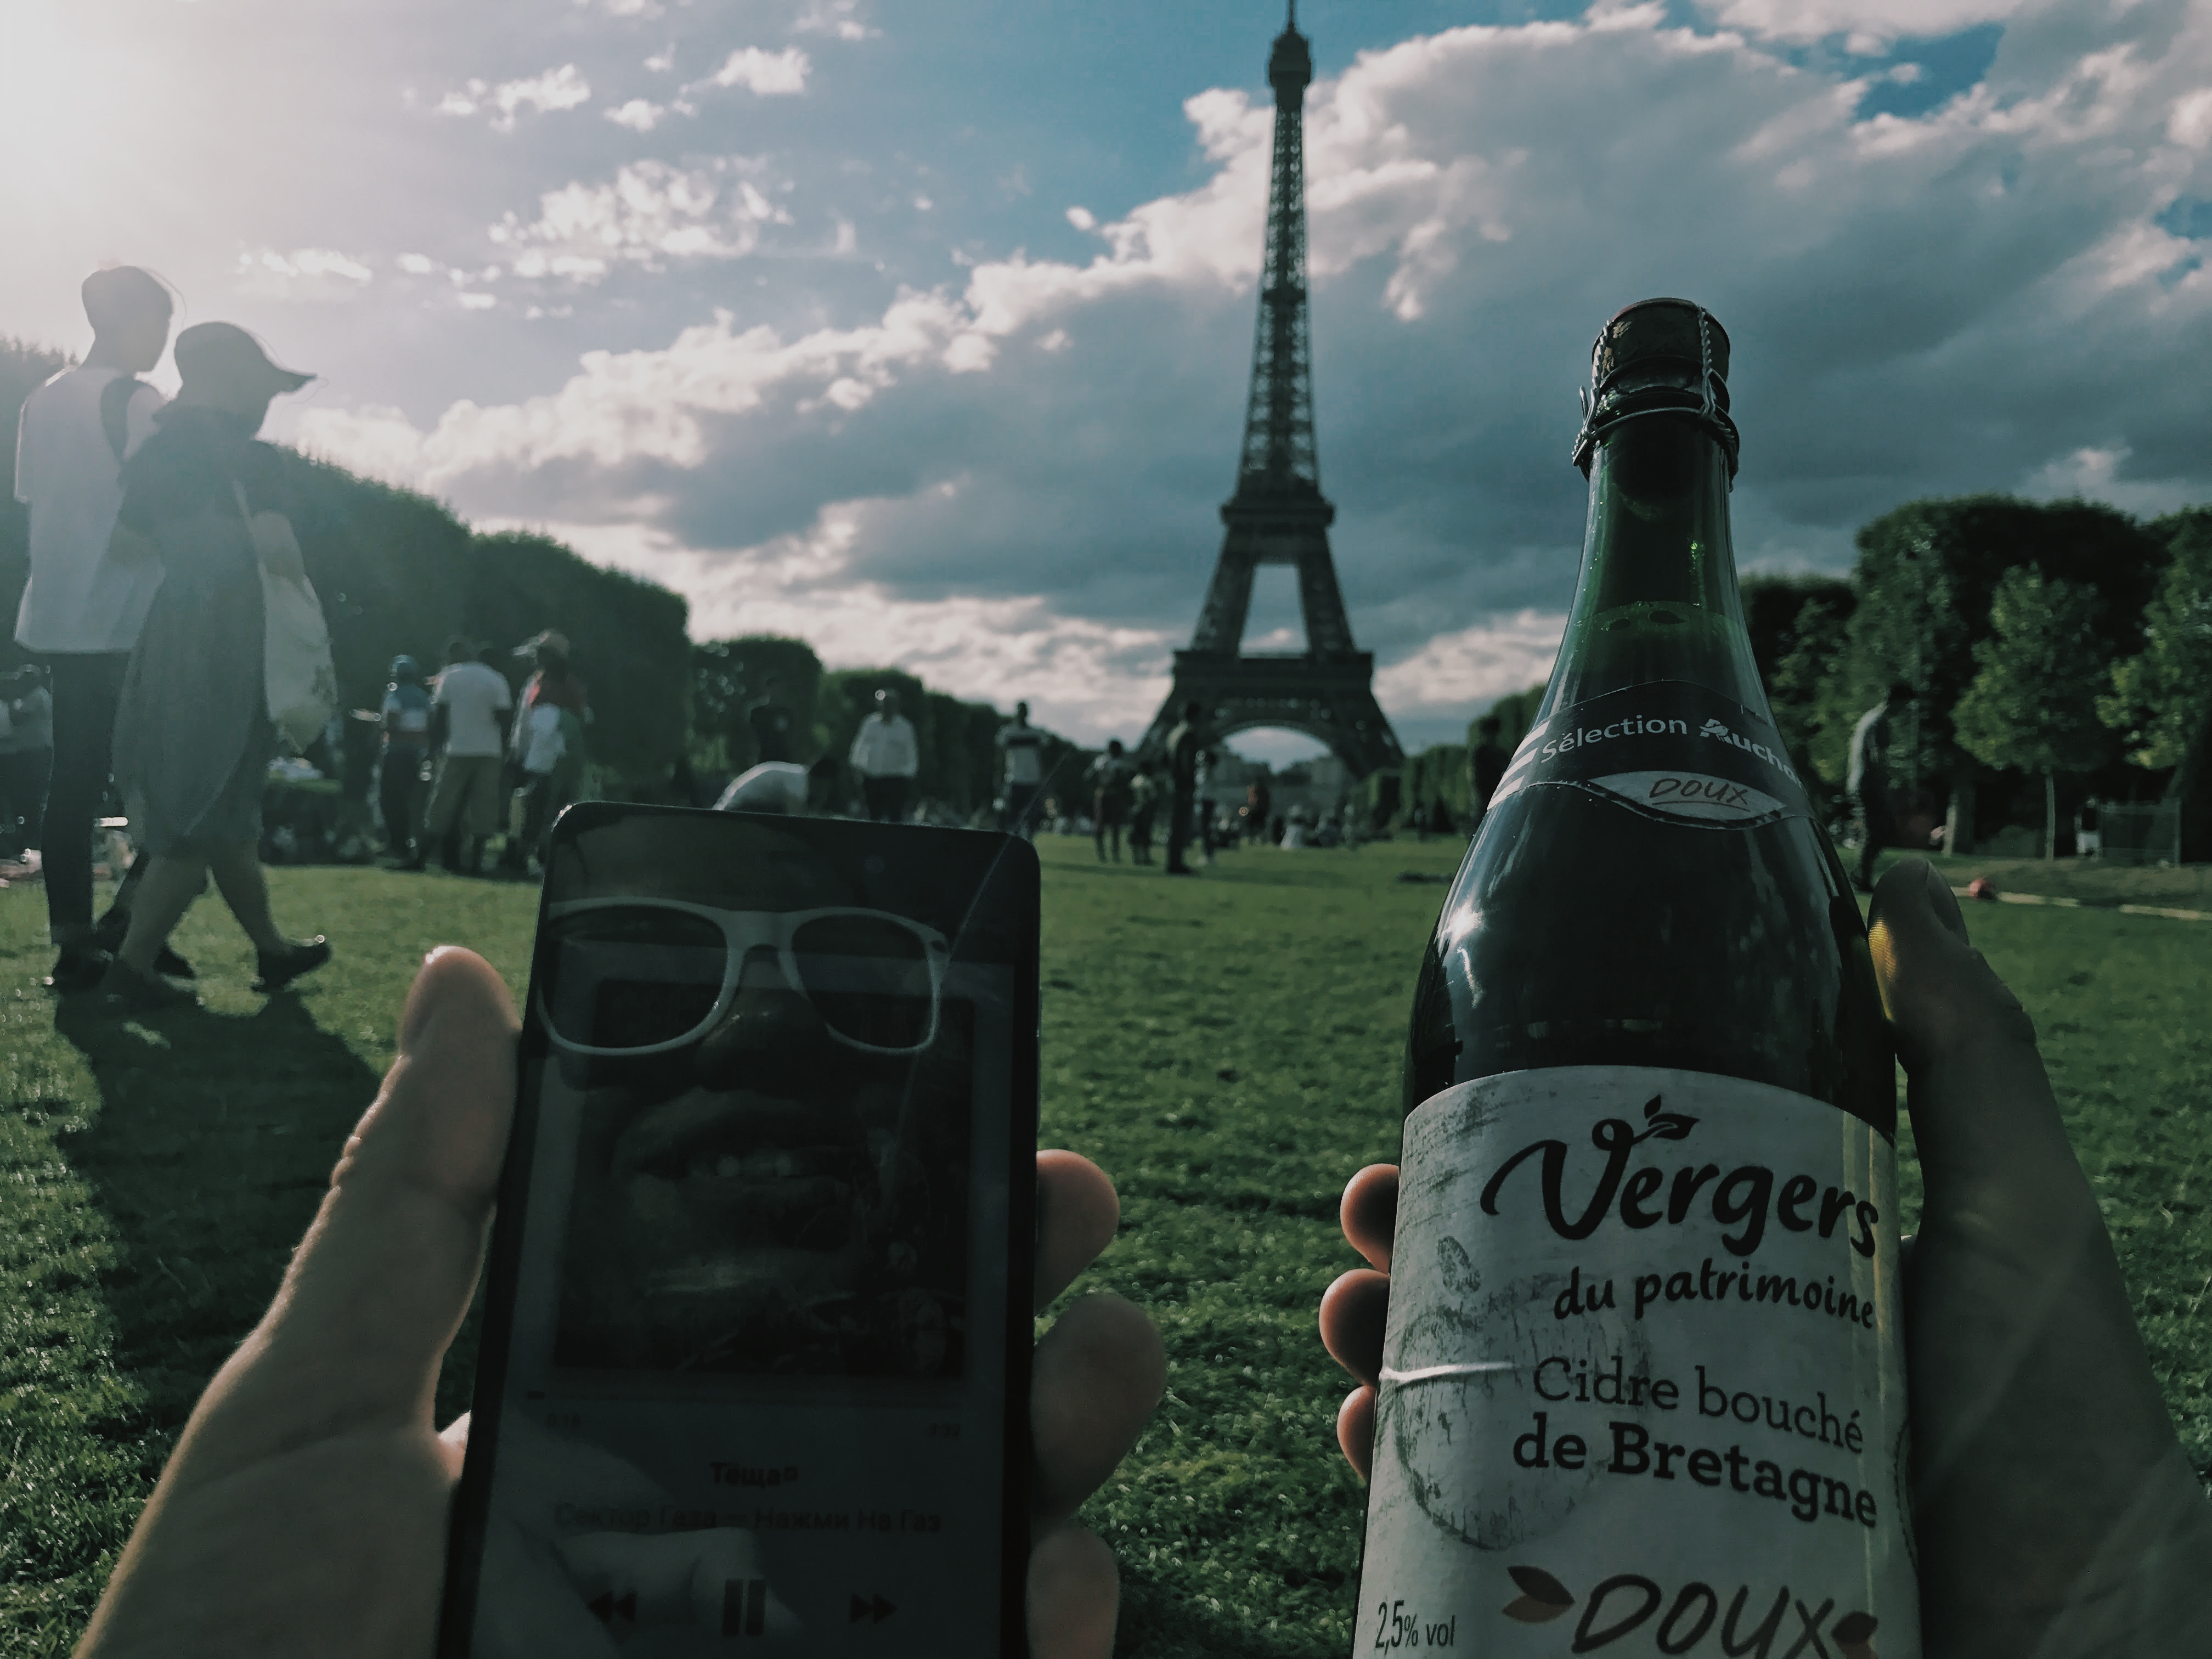 Sélection Aucha
DOUX
Vergers
du patrimoine
Cidre bouché
de Bretagne
DOUX
2,5% vol
Тёща
Сектор Газа — Нажми На Газ